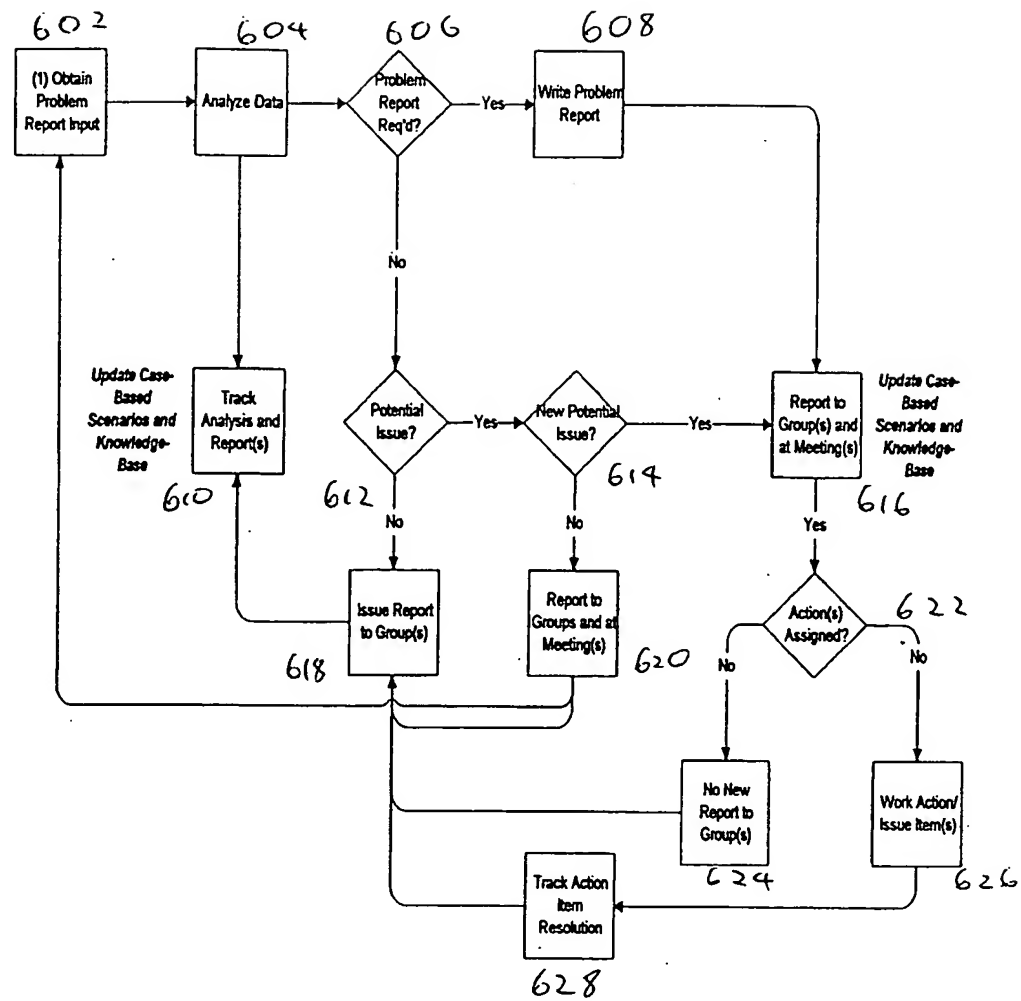 602
604
606
608
(1) Obtain
Problem
Report Input
Analyze Data
Problem
Report
Req'd?
Yes
Write Problem
Report
No
Update Case-
Based
Scenarios and
Knowledge-
Base
Track
Analysis and
Report(s)
610
Potential
Issue?
612
Yes
New Potential
Issue?
614
Yes
Report to
Group(s) and
at Meeting(s)
616
Update Case-
Based
Scenarios and
Knowledge-
Base
No
No
Yes
Issue Report
to Group(s)
618
Report to
Groups and at
Meeting(s)
620
Action(s)
Assigned?
622
No
No
No New
Report to
Group(s)
624
Work Action/
Issue Item(s)
626
Track Action
Item
Resolution
628